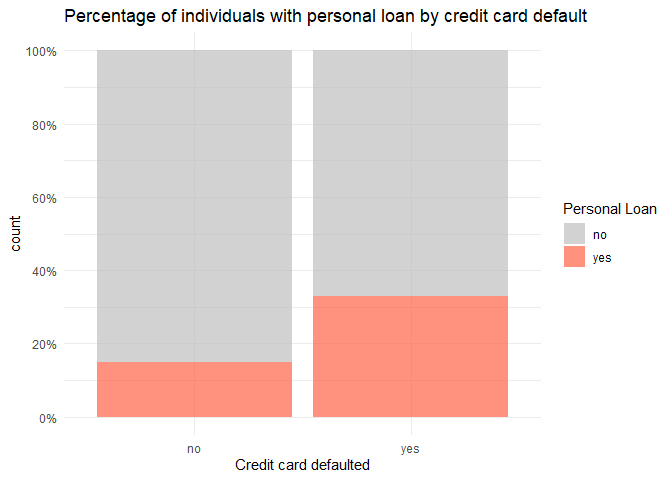 Percentage of individuals with personal loan by credit card default
100%
80%
60%
40%
20%
0%
count
no
yes
Credit card defaulted
Personal Loan
no
yes